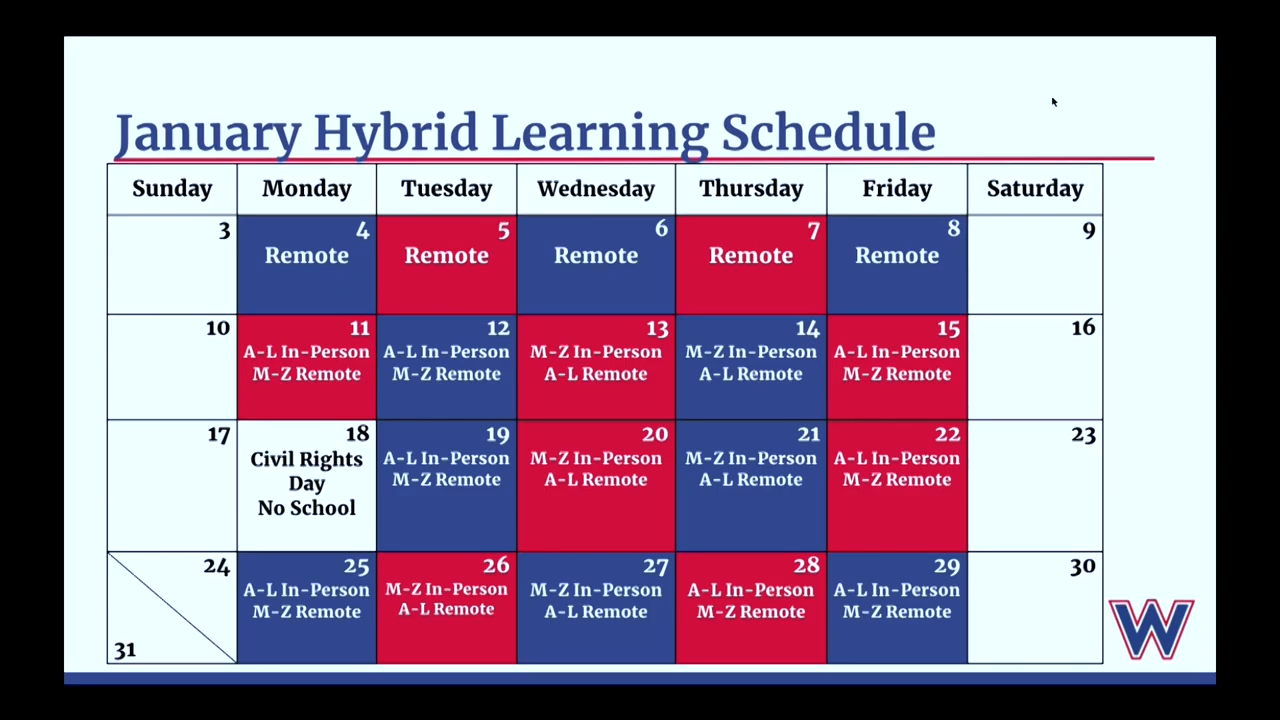 January Hybrid Learning Schedule
Sunday Monday Tuesday Wednesday Thursday Friday Saturday
3 4 5 6 7 8 9
Remote Remote Remote Remote Remote
10 11 12 13 14 15 16
A-L In-Person A-L In-Person M-Z In-Person M-Z In-Person A-L In-Person
M-Z Remote M-Z Remote A-L Remote A-L Remote M-Z Remote
17 18 19 20 21 22 23
Civil Rights A-L In-Person M-Z In-Person M-Z In-Person A-L In-Person
Day M-Z Remote A-L Remote A-L Remote M-Z Remote
No School
24 25 26 27 28 29 30
A-L In-Person M-Z In-Person M-Z In-Person A-L In-Person A-L In-Person
M-Z Remote A-L Remote A-L Remote M-Z Remote M-Z Remote
31
W